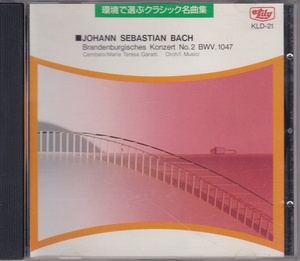 環境で選ぶクラシック名曲集
Lily
KLD-21
■JOHANN SEBASTIAN BACH
Brandenburgisches Konzert No.2 BWV.1047
Cembalo/Maria Teresa Garatti Orch/I Musici